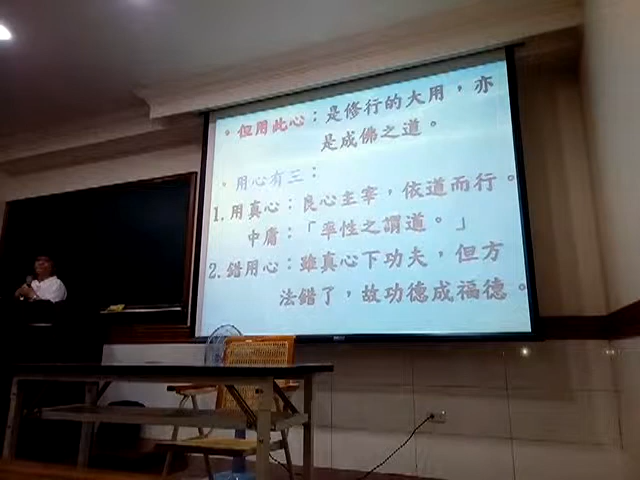 。但用此心：是修行的大用，亦
是成佛之道。
。用心有三：
1. 用真心：良心主宰，依道而行。
中庸：「率性之謂道。」
2. 錯用心：雖真心下功夫，但方
法錯了，故功德成福德。